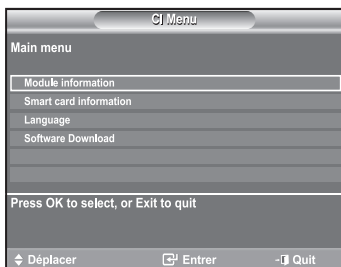 CI Menu
Main menu
Module information
Smart card information
Language
Software Download
Press OK to select, or Exit to quit
Déplacer Entrer Quit